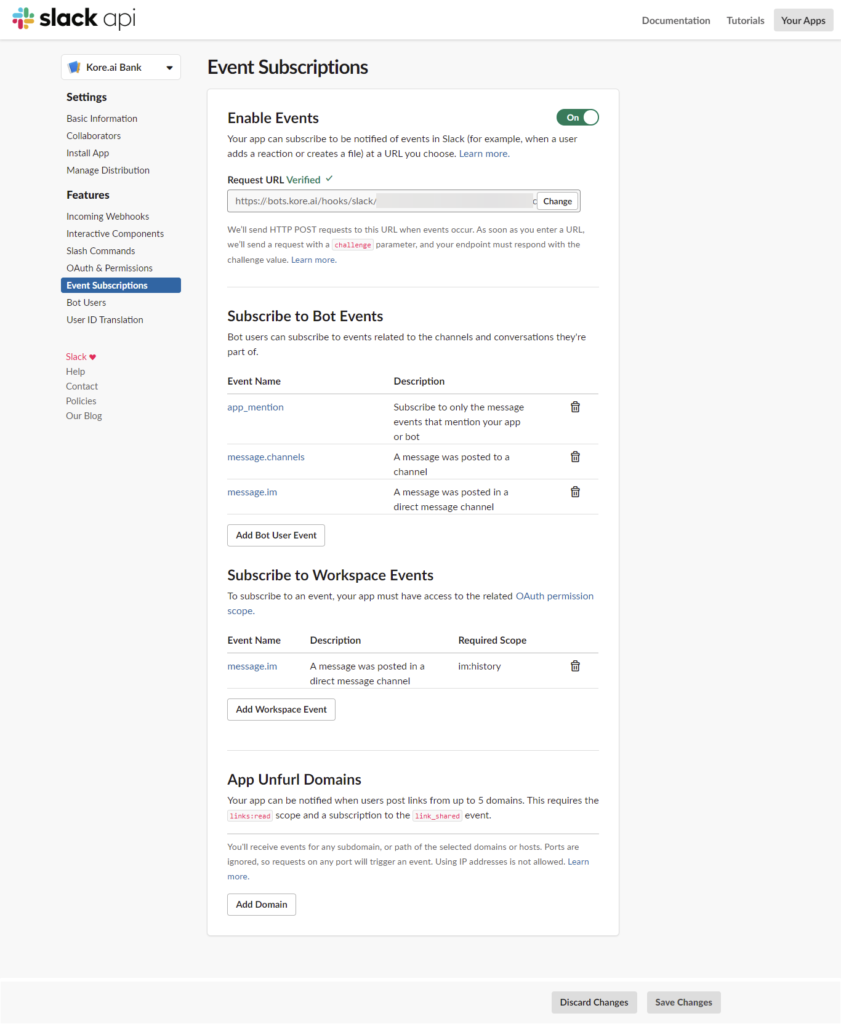 slack api
Documentation
Tutorials
Your Apps
Kore.ai Bank
Settings
Basic Information
Collaborators
Install App
Manage Distribution
Features
Incoming Webhooks
Interactive Components
Slash Commands
OAuth & Permissions
Event Subscriptions
Bot Users
User ID Translation
Slack
Help
Contact
Policies
Our Blog
Event Subscriptions
Enable Events
On
Your app can subscribe to be notified of events in Slack (for example, when a user
adds a reaction or creates a file) at a URL you choose. Learn more.
Request URL Verified
https://bots.kore.ai/hooks/slack/
Change
We'll send HTTP POST requests to this URL when events occur. As soon as you enter a URL,
we'll send a request with a challenge parameter, and your endpoint must respond with the
challenge value. Learn more.
Subscribe to Bot Events
Bot users can subscribe to events related to the channels and conversations they're
part of.
Event Name Description
app_mention Subscribe to only the message
events that mention your app
or bot
message.channels A message was posted to a
channel
message.im A message was posted in a
direct message channel
Add Bot User Event
Subscribe to Workspace Events
To subscribe to an event, your app must have access to the related OAuth permission
scope.
Event Name Description Required Scope
message.im A message was posted in a im:history
direct message channel
Add Workspace Event
App Unfurl Domains
Your app can be notified when users post links from up to 5 domains. This requires the
links:read scope and a subscription to the link_shared event.
You'll receive events for any subdomain, or path of the selected domains or hosts. Ports are
ignored, so requests on any port will trigger an event. Using IP addresses is not allowed. Learn
more.
Add Domain
Discard Changes
Save Changes